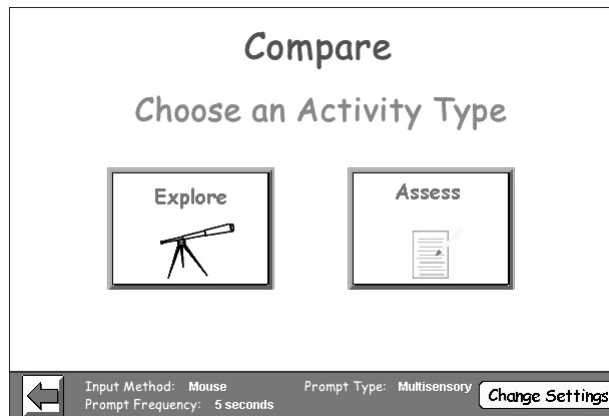 Compare
Choose an Activity Type
Explore
Assess
Input Method: Mouse
Prompt Type: Multisensory
Prompt Frequency: 5 seconds
Change Settings